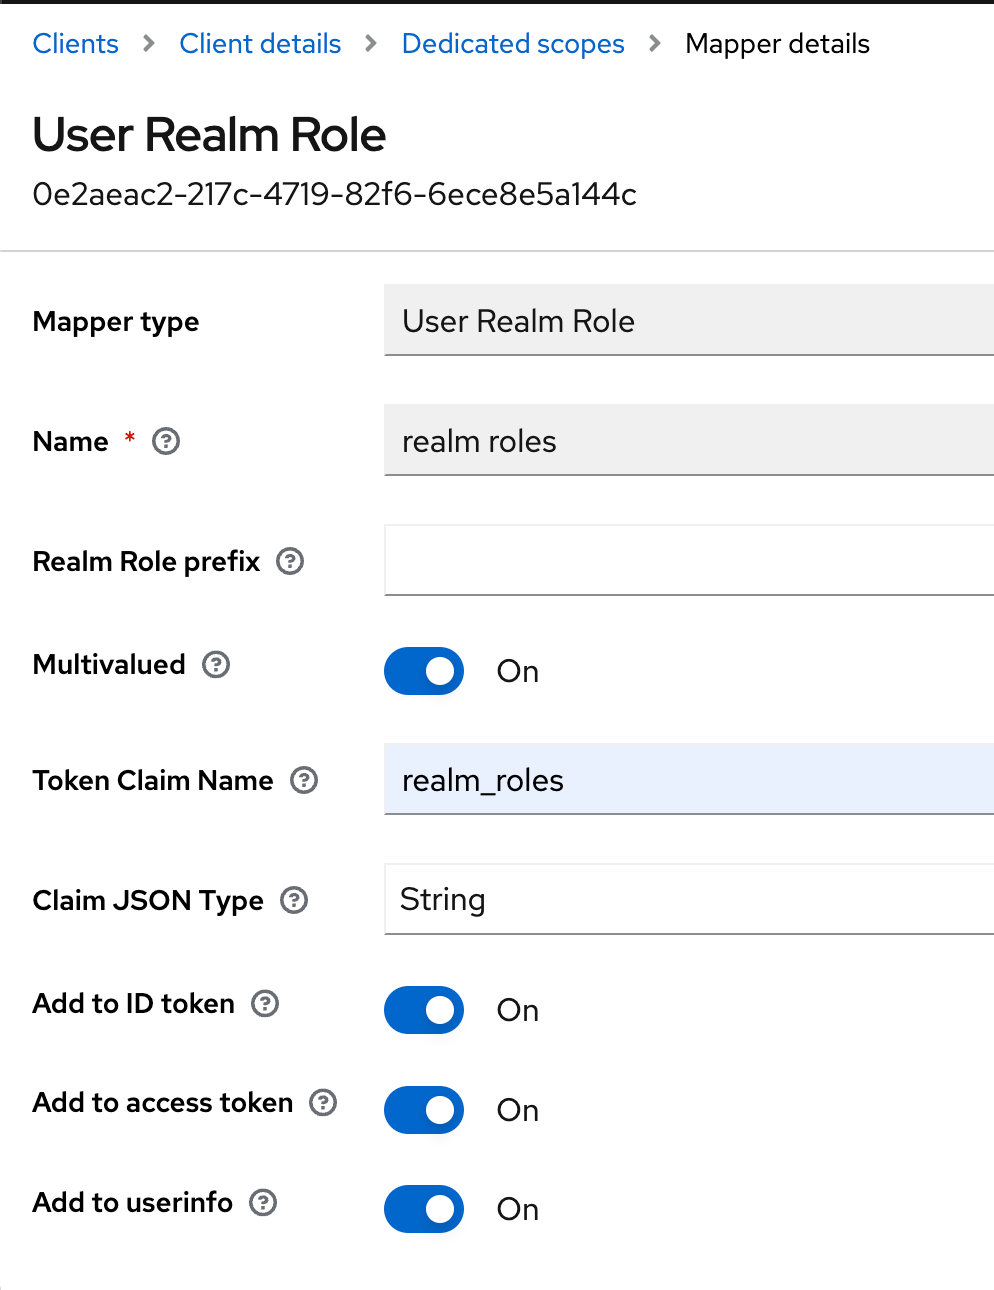 Clients > Client details > Dedicated scopes > Mapper details
User Realm Role
0e2aeac2-217c-4719-82f6-6ece8e5a144c
Mapper type User Realm Role
Name * realm roles
Realm Role prefix
Multivalued On
Token Claim Name realm_roles
Claim JSON Type String
Add to ID token On
Add to access token On
Add to userinfo On